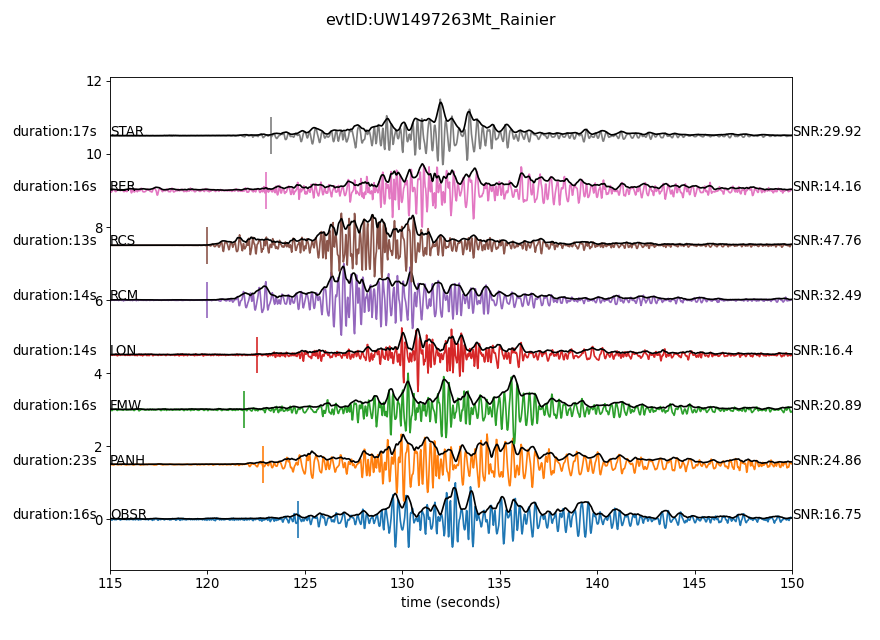 evtID:UW1497263Mt_Rainier
12
duration:17s STAR SNR:29.92
10
duration:16s RER SNR:14.16
8
duration:13s RCS SNR:47.76
duration:14s RCM SNR:32.49
6
duration:14s LON SNR:16.4
4
duration:16s FMW SNR:20.89
2
duration:23s PANH SNR:24.86
duration:16s OBSR SNR:16.75
0
115 120 125 130 135 140 145 150
time (seconds)